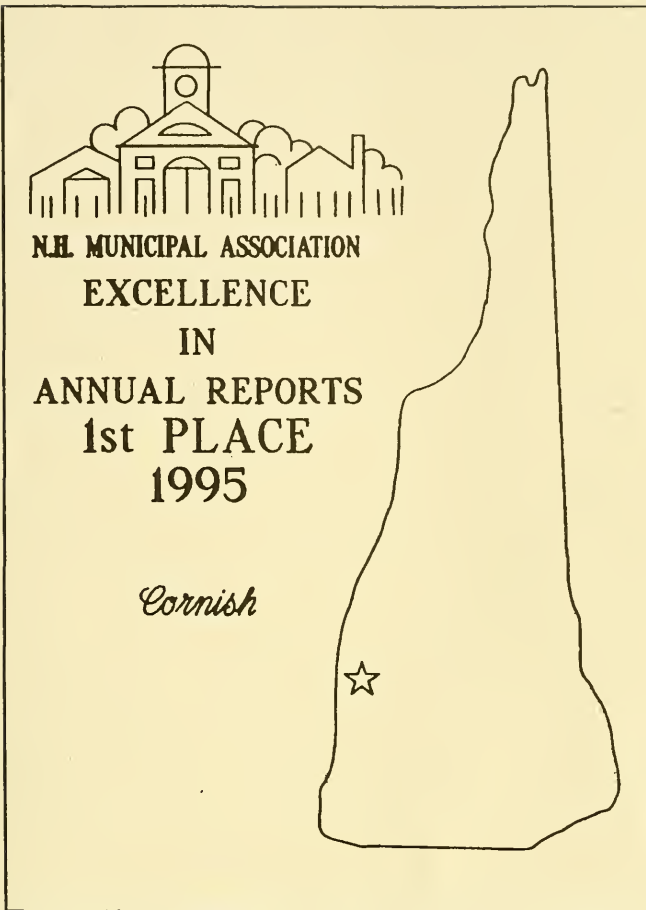 N.H. MUNICIPAL ASSOCIATION
EXCELLENCE
IN
ANNUAL REPORTS
1st PLACE
1995
Cornish